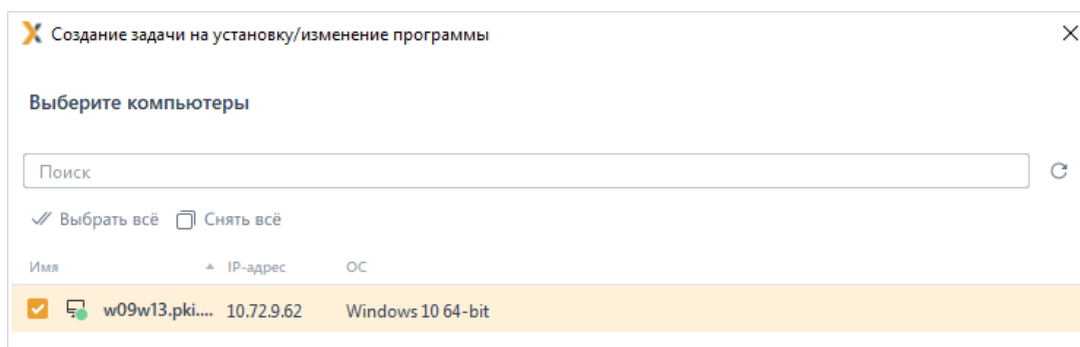 Создание задачи на установку/изменение программы
Выберите компьютеры
Поиск
Выбрать всё Снять всё
Имя IP-адрес ОС
w09w13.pki.... 10.72.9.62 Windows 10 64-bit